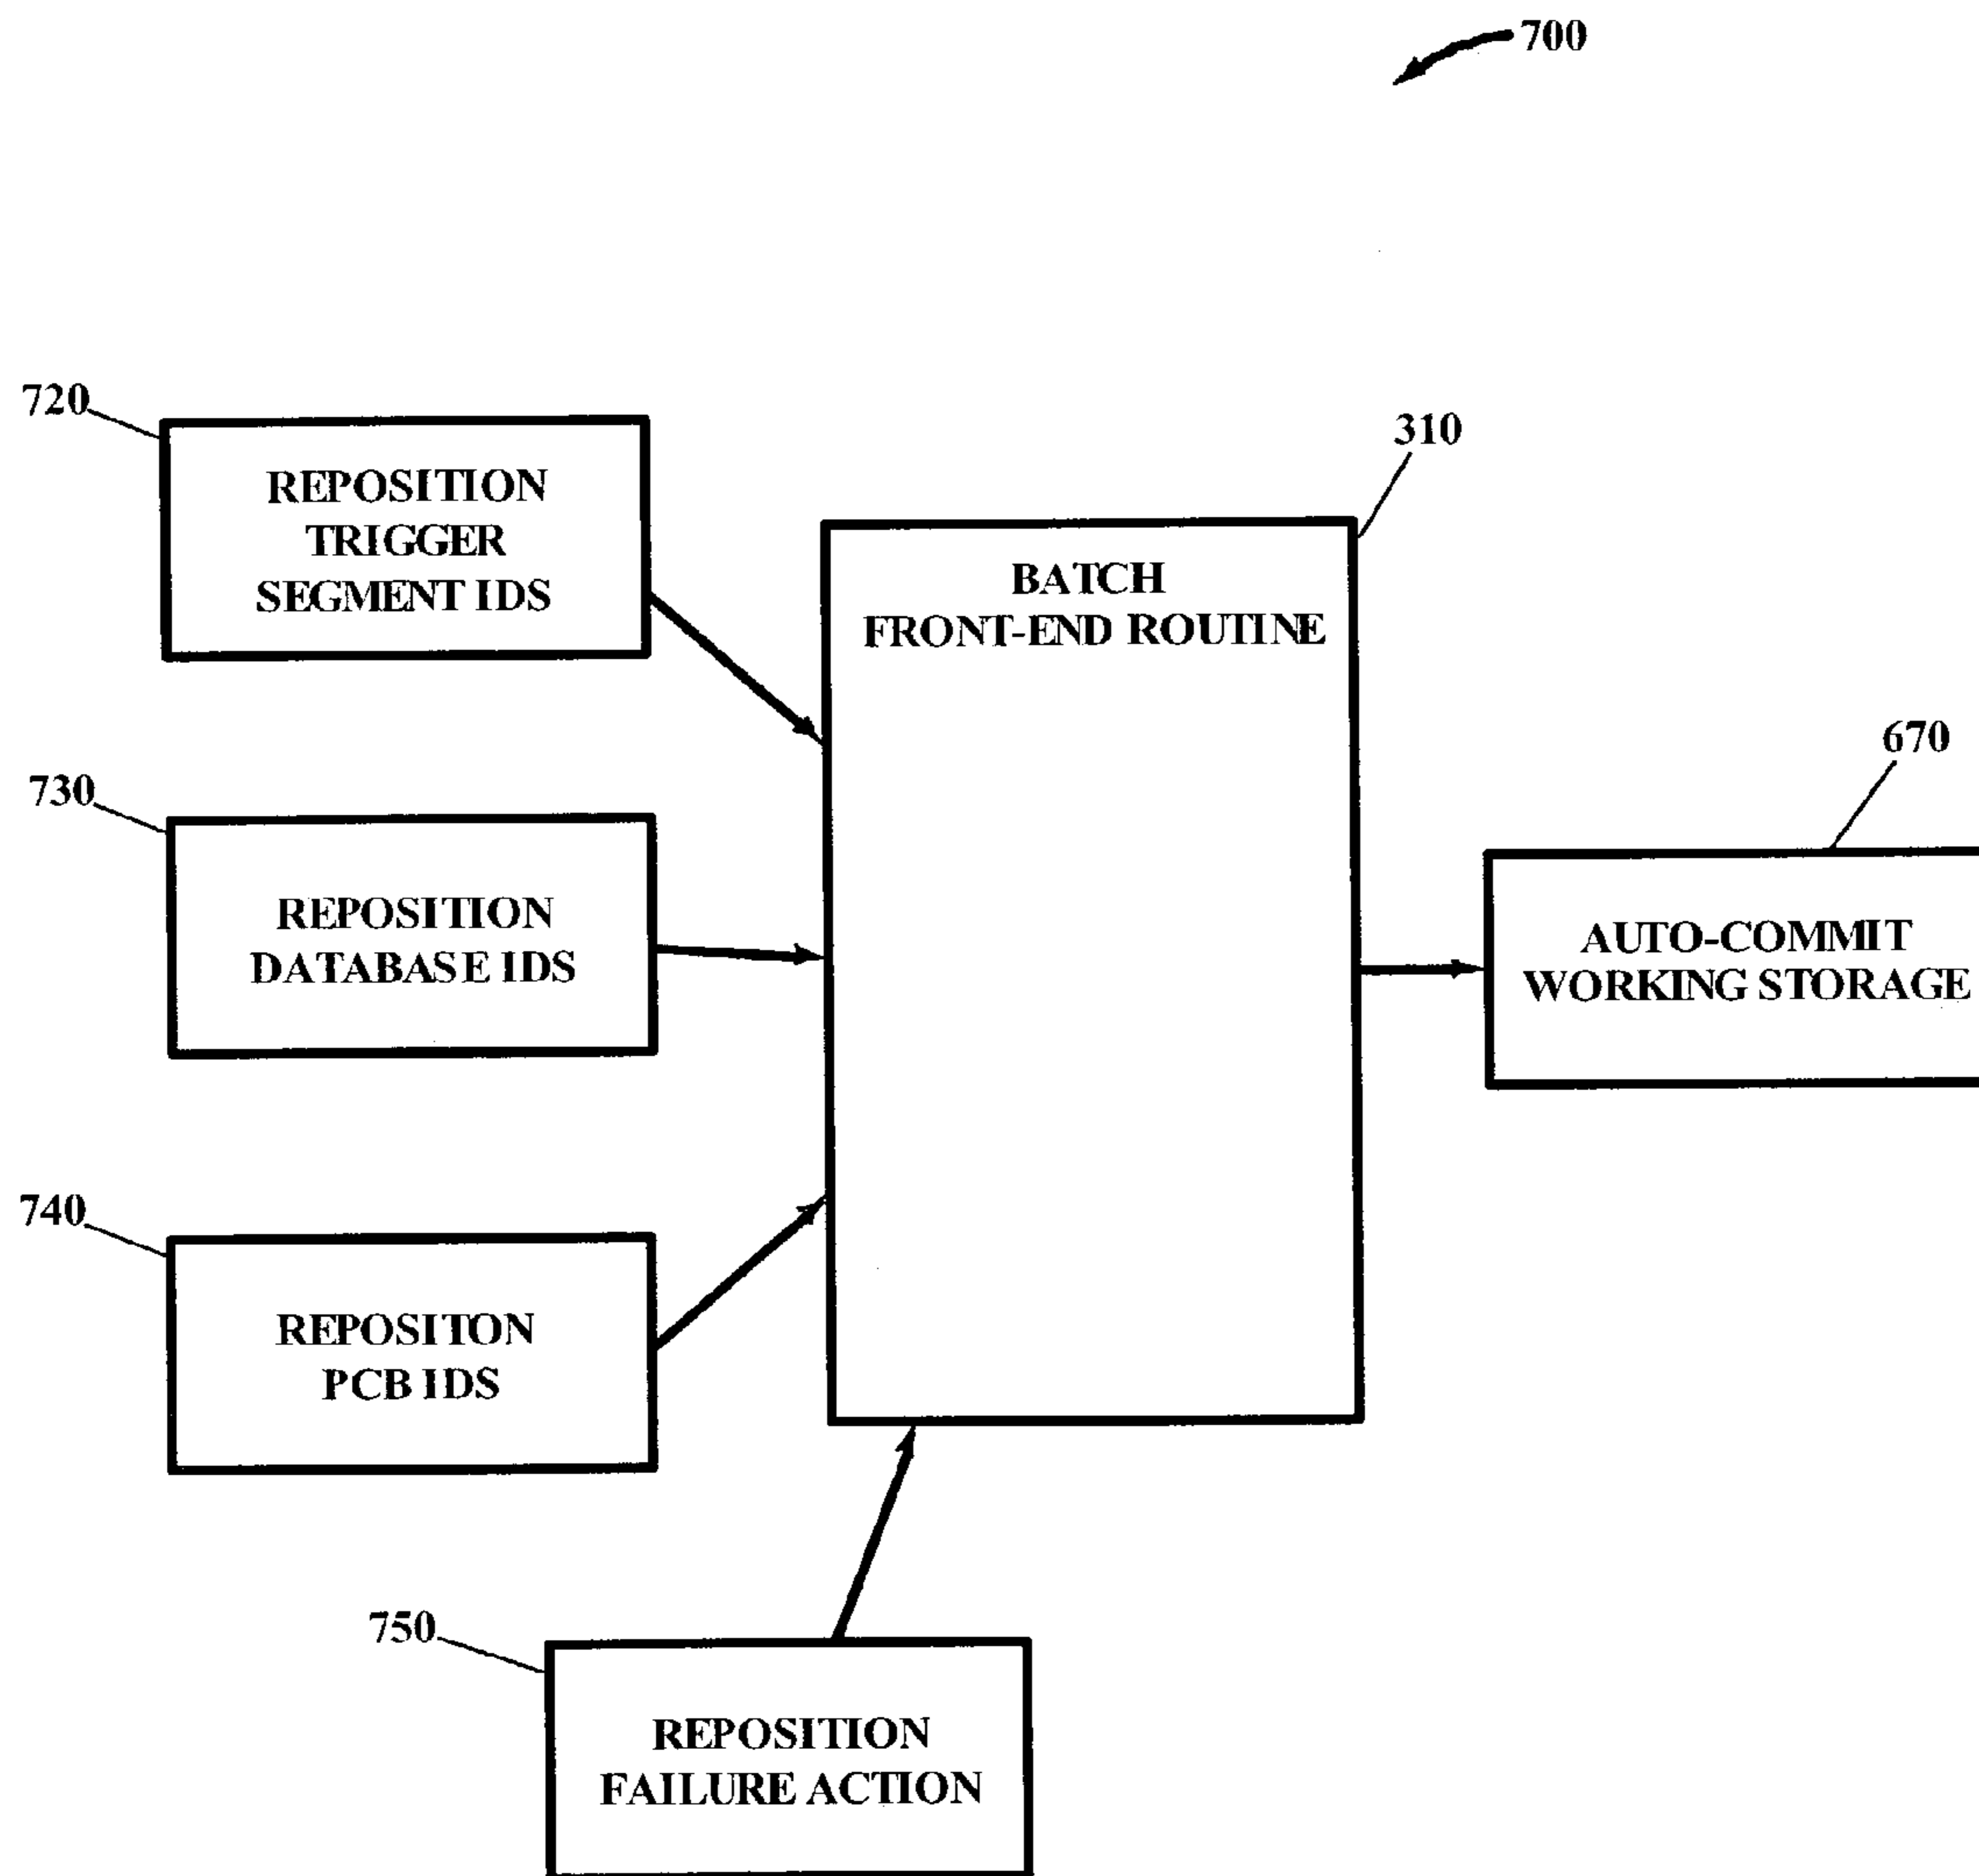 700
720
REPOSITION
TRIGGER
SEGMENT IDS
310
BATCH
FRONT-END ROUTINE
730
REPOSITION
DATABASE IDS
670
AUTO-COMMIT
WORKING STORAGE
740
REPOSITON
PCB IDS
750
REPOSITION
FAILURE ACTION